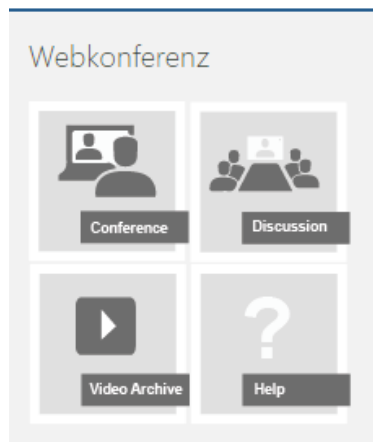 Webkonferenz
Conference
Discussion
Video Archive
?
Help